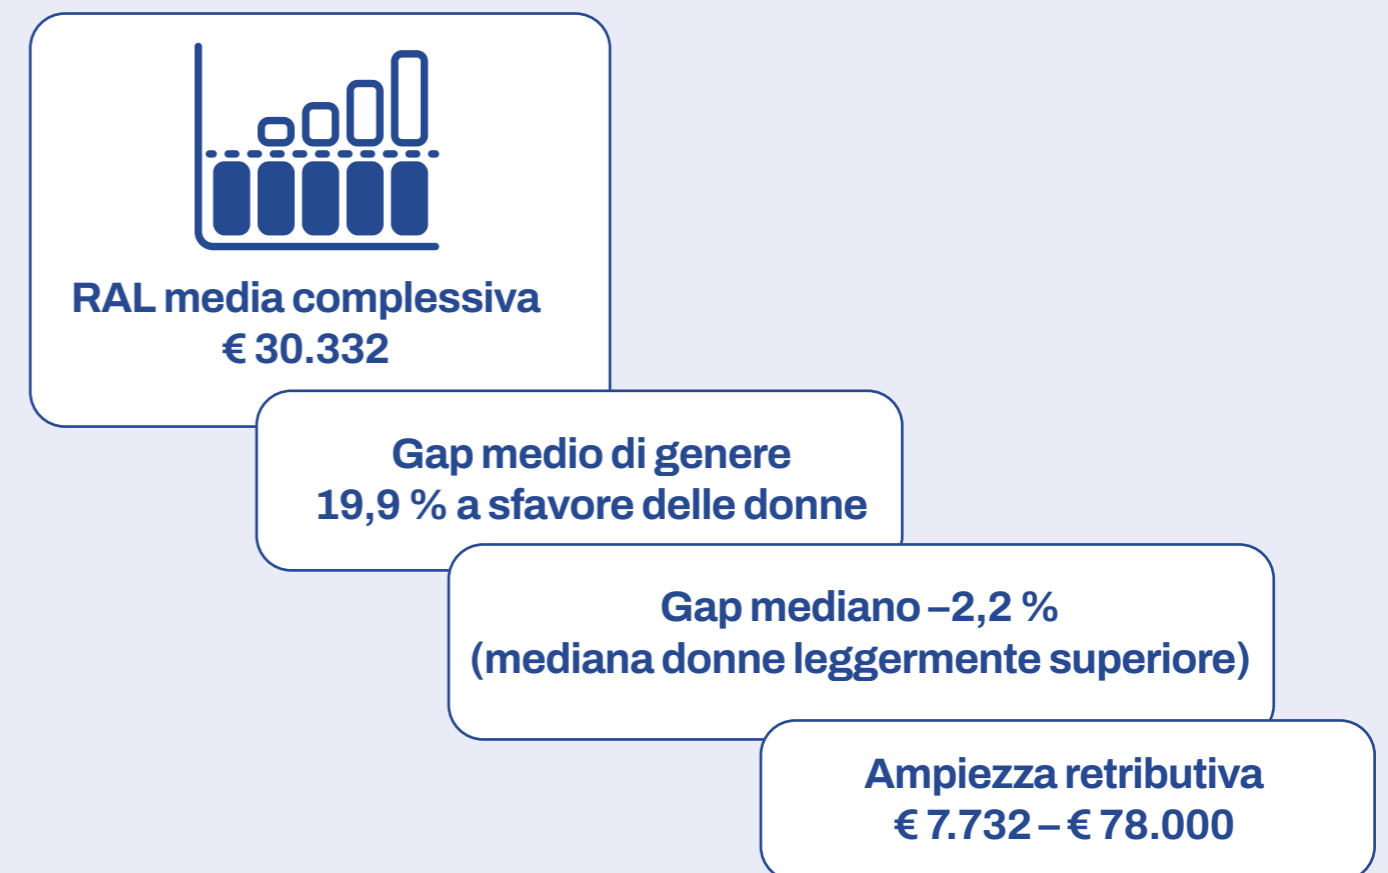 RAL media complessiva
€ 30.332
Gap medio di genere
19,9 % a sfavore delle donne
Gap mediano –2,2 %
(mediana donne leggermente superiore)
Ampiezza retributiva
€ 7.732 – € 78.000